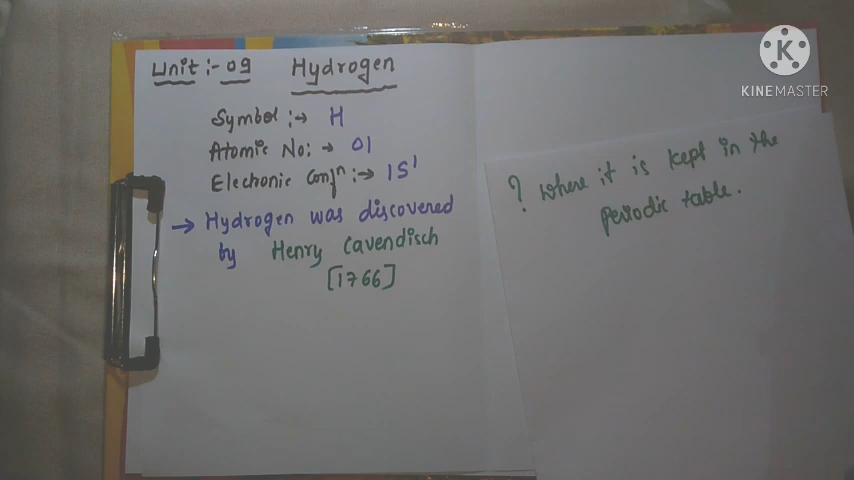 Unit :- 09 Hydrogen
Symbol :→ H
Atomic No: → 01
Electronic Confn :→ 1S¹
→ Hydrogen was discovered
by Henry Cavendisch
[1766]
? where it is kept in the
periodic table.
K
KINEMASTER